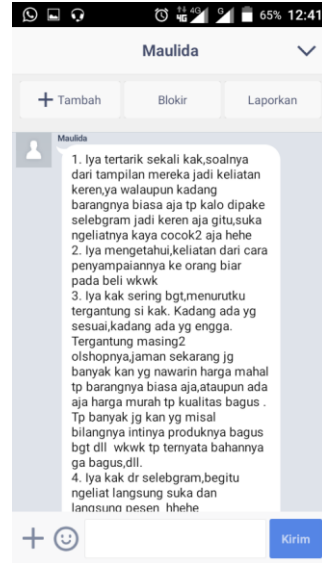 4G 4G G 65% 12:41
Maulida
+ Tambah Blokir Laporkan
Maulida
1. Iya tertarik sekali kak,soalnya
dari tampilan mereka jadi keliatan
keren,ya walaupun kadang
barangnya biasa aja tp kalo dipake
selebgram jadi keren aja gitu,suka
ngeliatnya kaya cocok2 aja hehe
2. Iya mengetahui,keliatan dari cara
penyampaiannya ke orang biar
pada beli wkwk
3. Iya kak sering bgt,menurutku
tergantung si kak. Kadang ada yg
sesuai,kadang ada yg engga.
Tergantung masing2
olshopnya,jaman sekarang jg
banyak kan yg nawarin harga mahal
tp barangnya biasa aja,ataupun ada
aja harga murah tp kualitas bagus .
Tp banyak jg kan yg misal
bilangnya intinya produknya bagus
bgt dll  wkwk tp ternyata bahannya
ga bagus,dll.
4. Iya kak dr selebgram,begitu
ngeliat langsung suka dan
langsung pesen  hhehe
Kirim